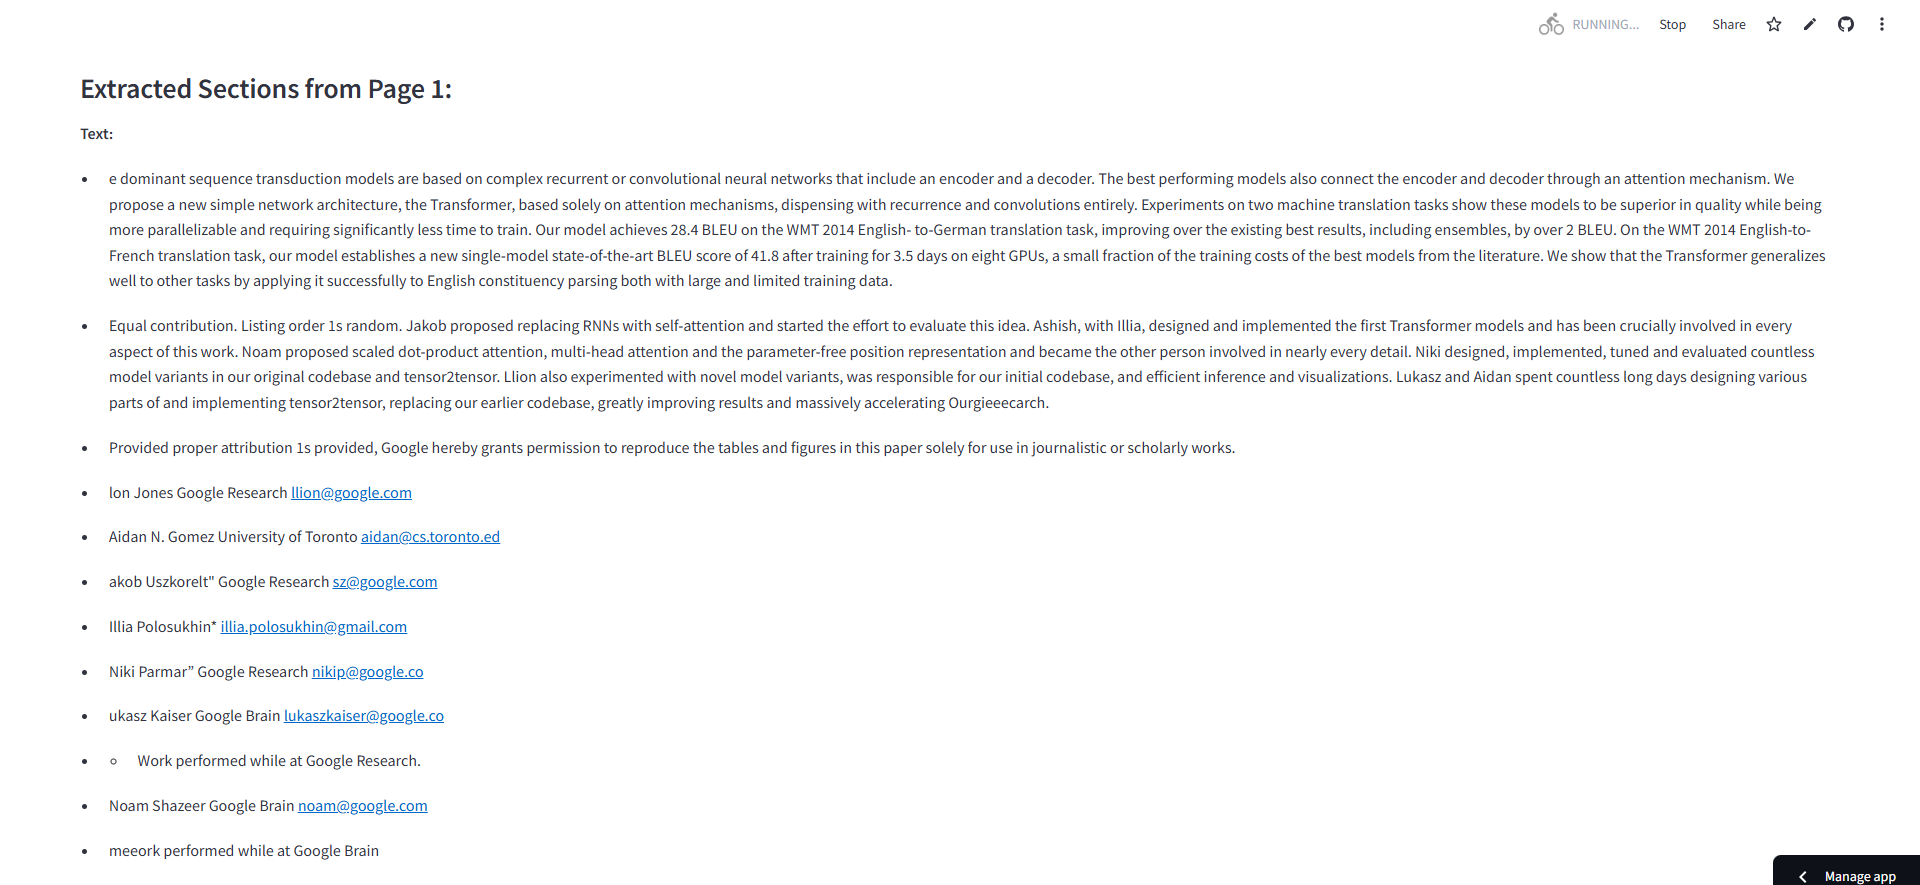 RUNNING...
Stop
Share
Extracted Sections from Page 1:
Text:
e dominant sequence transduction models are based on complex recurrent or convolutional neural networks that include an encoder and a decoder. The best performing models also connect the encoder and decoder through an attention mechanism. We
propose a new simple network architecture, the Transformer, based solely on attention mechanisms, dispensing with recurrence and convolutions entirely. Experiments on two machine translation tasks show these models to be superior in quality while being
more parallelizable and requiring significantly less time to train. Our model achieves 28.4 BLEU on the WMT 2014 English- to-German translation task, improving over the existing best results, including ensembles, by over 2 BLEU. On the WMT 2014 English-to-
French translation task, our model establishes a new single-model state-of-the-art BLEU score of 41.8 after training for 3.5 days on eight GPUs, a small fraction of the training costs of the best models from the literature. We show that the Transformer generalizes
well to other tasks by applying it successfully to English constituency parsing both with large and limited training data.
Equal contribution. Listing order 1s random. Jakob proposed replacing RNNs with self-attention and started the effort to evaluate this idea. Ashish, with Illia, designed and implemented the first Transformer models and has been crucially involved in every
aspect of this work. Noam proposed scaled dot-product attention, multi-head attention and the parameter-free position representation and became the other person involved in nearly every detail. Niki designed, implemented, tuned and evaluated countless
model variants in our original codebase and tensor2tensor. Llion also experimented with novel model variants, was responsible for our initial codebase, and efficient inference and visualizations. Lukasz and Aidan spent countless long days designing various
parts of and implementing tensor2tensor, replacing our earlier codebase, greatly improving results and massively accelerating Ourgieeecarch.
Provided proper attribution 1s provided, Google hereby grants permission to reproduce the tables and figures in this paper solely for use in journalistic or scholarly works.
lon Jones Google Research llion@google.com
Aidan N. Gomez University of Toronto aidan@cs.toronto.ed
akob Uszkorelt" Google Research sz@google.com
Illia Polosukhin* illia.polosukhin@gmail.com
Niki Parmar” Google Research nikip@google.co
ukasz Kaiser Google Brain lukaszkaiser@google.co
Work performed while at Google Research.
Noam Shazeer Google Brain noam@google.com
meeork performed while at Google Brain
Manage app